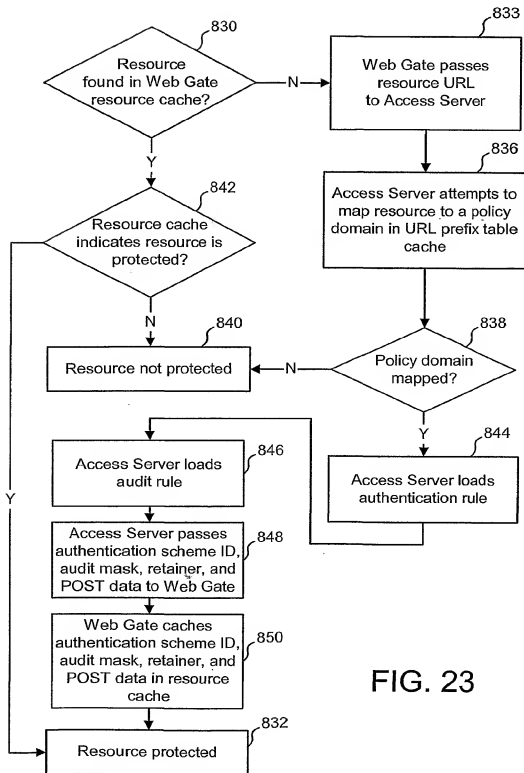 830
Resource
found in Web Gate
resource cache?
N
833
Web Gate passes
resource URL
to Access Server
836
Access Server attempts to
map resource to a policy
domain in URL prefix table
cache
Y
842
Resource cache
indicates resource is
protected?
N
838
Policy domain
mapped?
N
840
Resource not protected
Y
844
Access Server loads
authentication rule
846
Access Server loads
audit rule
Y
848
Access Server passes
authentication scheme ID,
audit mask, retainer, and
POST data to Web Gate
850
Web Gate caches
authentication scheme ID,
audit mask, retainer, and
POST data in resource
cache
832
Resource protected
FIG. 23